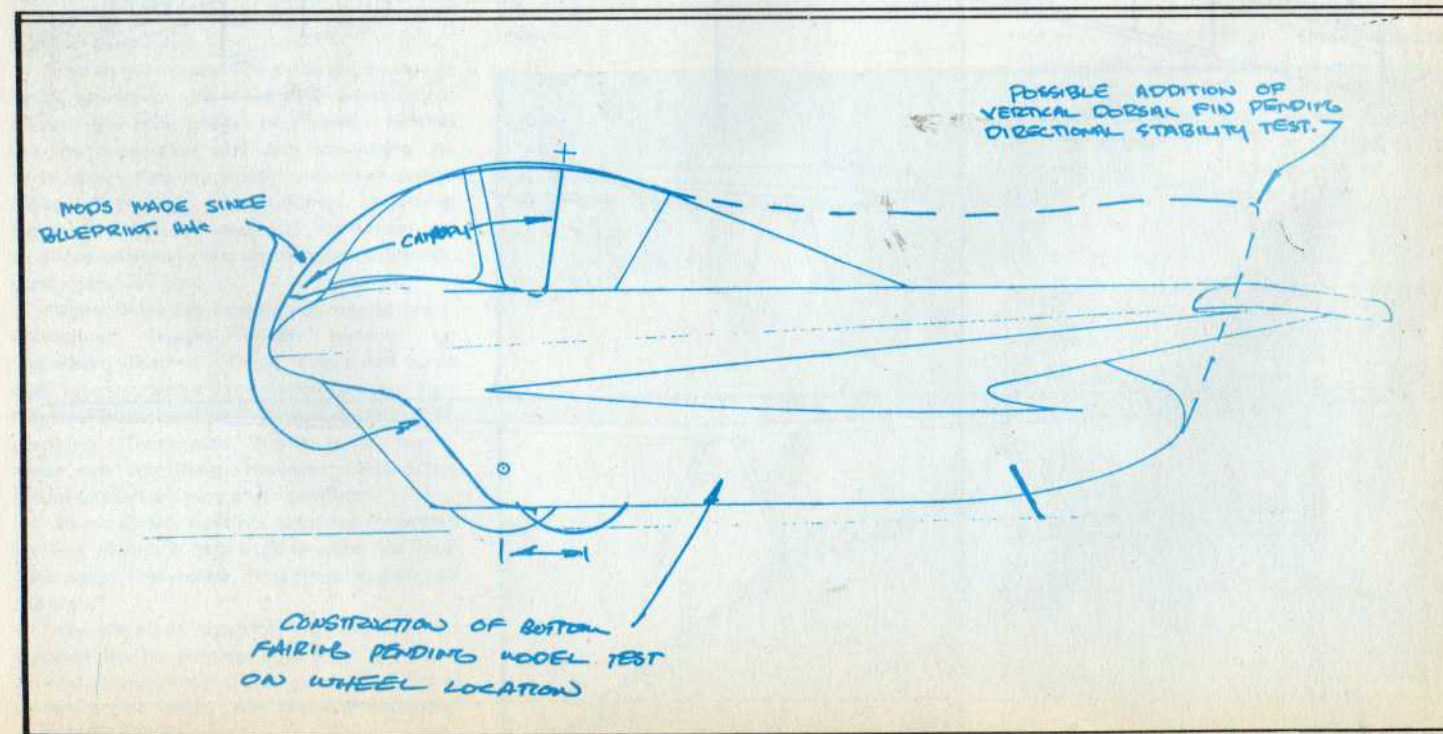 POSSIBLE ADDITION OF
VERTICAL DORSAL FIN PENDING
DIRECTIONAL STABILITY TEST.
MODS MADE SINCE
BLUEPRINT.
CANOPY
CONSTRUCTION OF BOTTOM
FAIRING PENDING MODEL TEST
ON WHEEL LOCATION